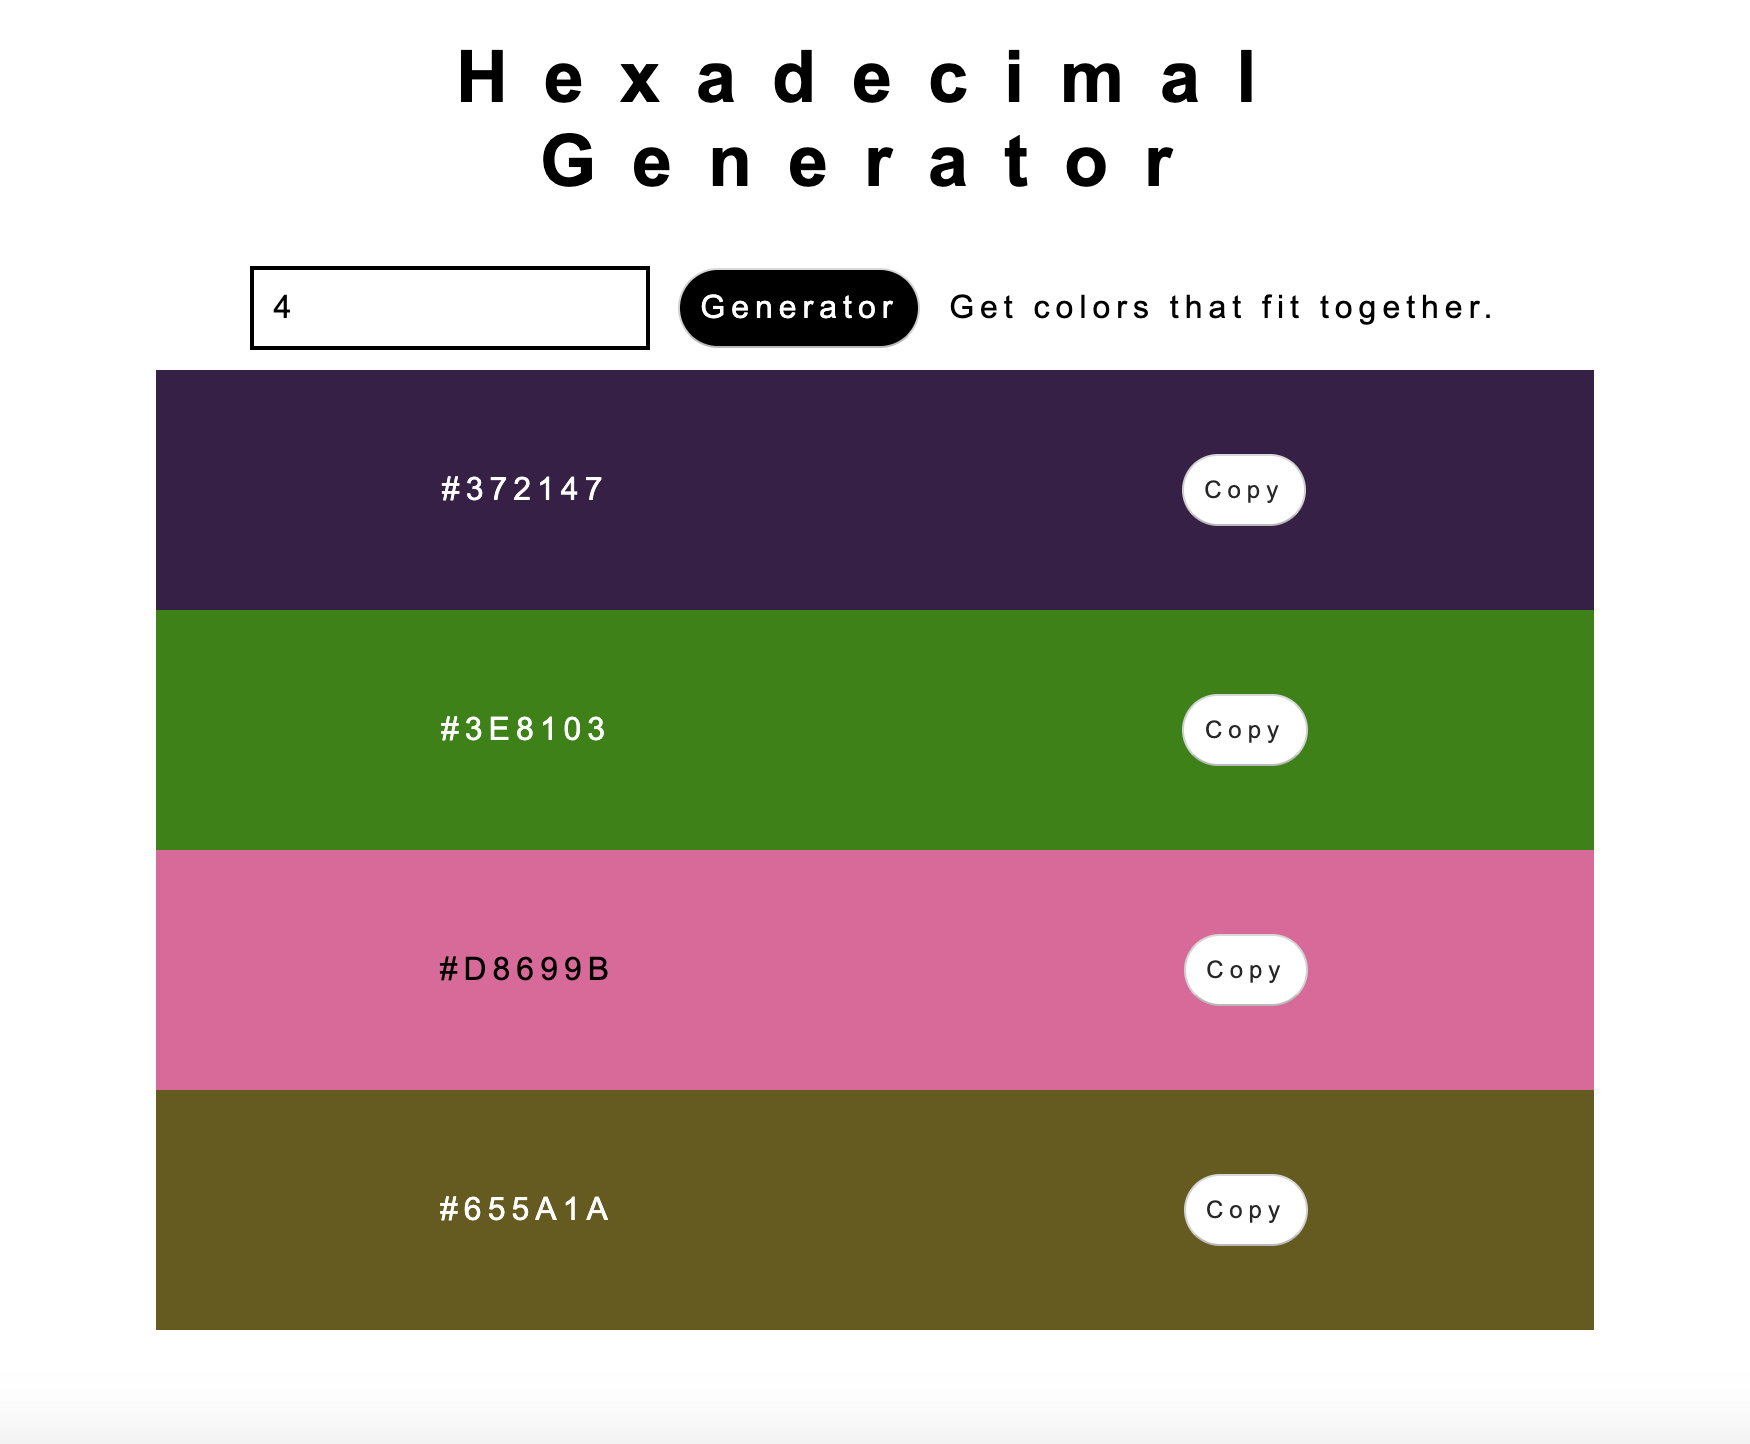 Hexadecimal
Generator
4
Generator
Get colors that fit together.
#372147
Copy
#3E8103
Copy
#D8699B
Copy
#655A1A
Copy